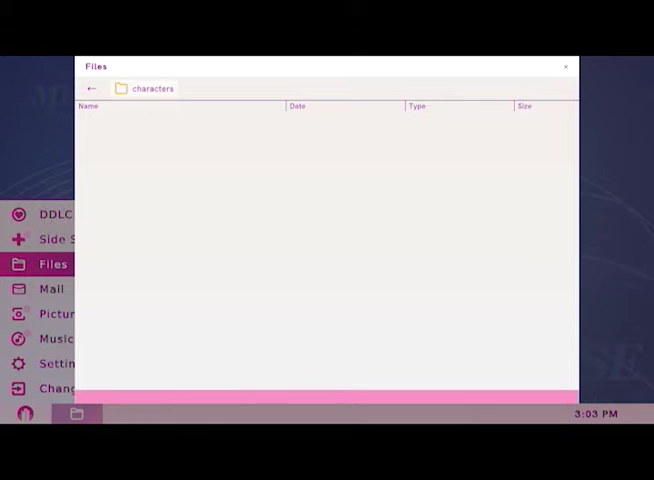 Files ×
← characters
Name Date Type Size
DDLC
Side S
Files
Mail
Pictur
Music
Settin
Chang
3:03 PM